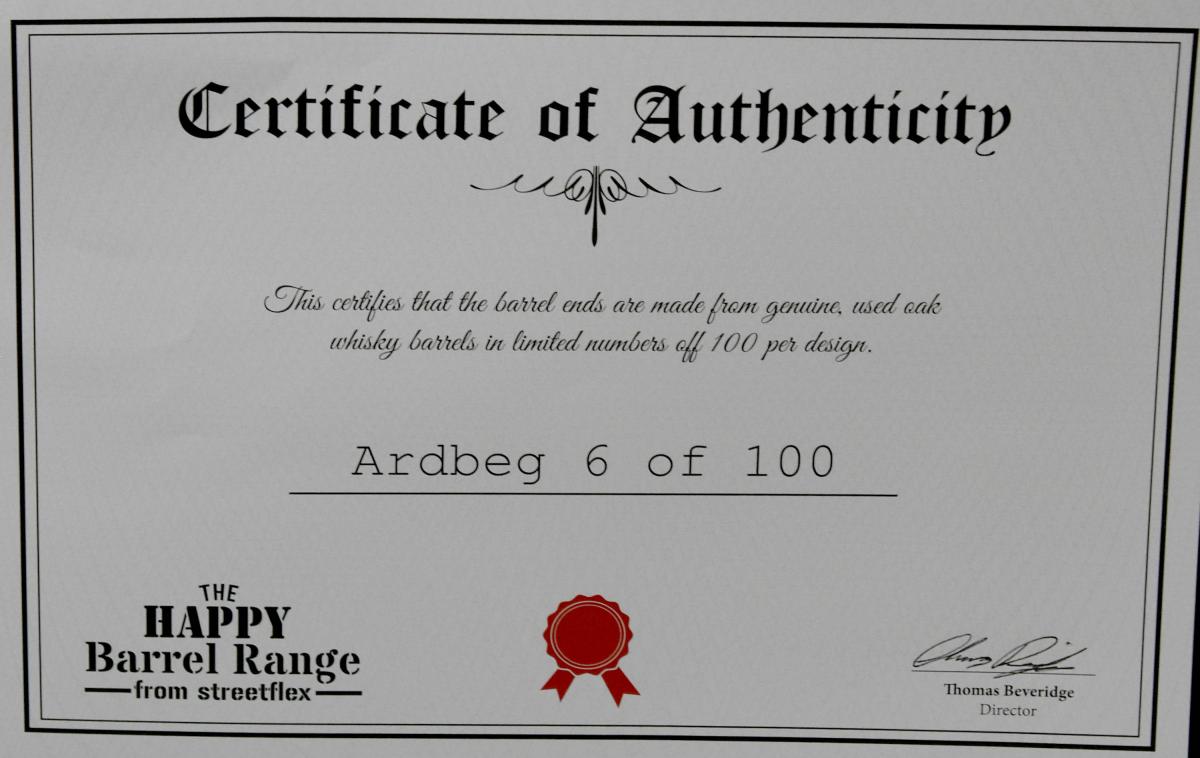 Certificate of Authenticity
This certifies that the barrel ends are made from genuine, used oak
whisky barrels in limited numbers off 100 per design.
Ardbeg 6 of 100
THE
HAPPY
Barrel Range
from streetflex
Thomas Beveridge
Director